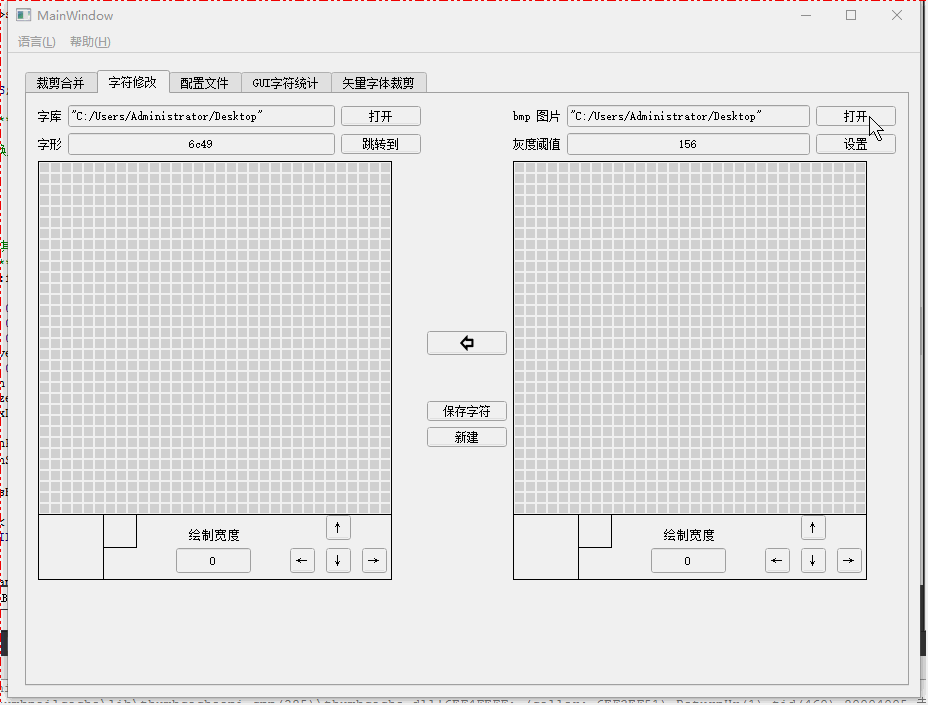 MainWindow
语言(L) 帮助(H)
裁剪合并 字符修改 配置文件 GUI字符统计 矢量字体裁剪
字库 "C:/Users/Administrator/Desktop" 打开 bmp 图片 "C:/Users/Administrator/Desktop" 打开
字形 6c49 跳转到 灰度阈值 156 设置
保存字符
新建
绘制宽度 ↑ 绘制宽度 ↑
0 ← ↓ → 0 ← ↓ →